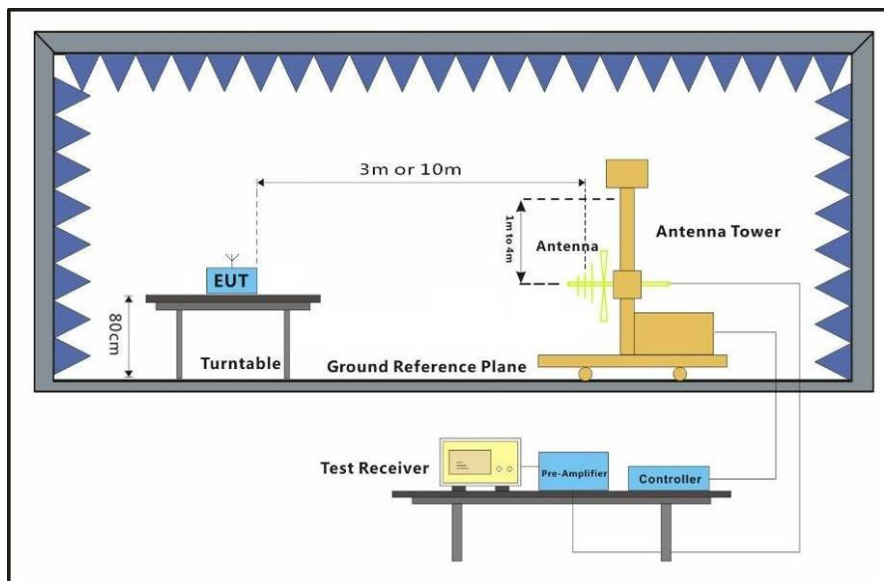 3m or 10m
1m to 4m
Antenna
Antenna Tower
EUT
80cm
Turntable
Ground Reference Plane
Test Receiver
Pre-Amplifier
Controller